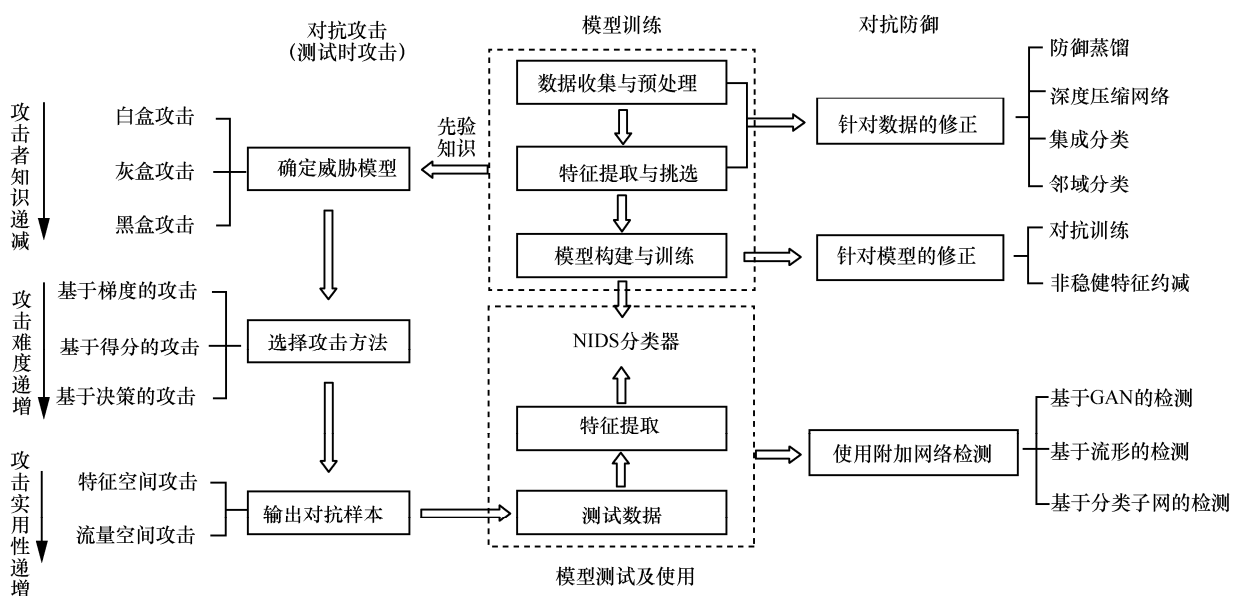 对抗攻击
(测试时攻击)
攻击者知识递减
白盒攻击
灰盒攻击
黑盒攻击
确定威胁模型
先验
知识
攻击难度递增
基于梯度的攻击
基于得分的攻击
基于决策的攻击
选择攻击方法
攻击实用性递增
特征空间攻击
流量空间攻击
输出对抗样本
模型训练
数据收集与预处理
特征提取与挑选
模型构建与训练
NIDS分类器
特征提取
测试数据
模型测试及使用
对抗防御
针对数据的修正
防御蒸馏
深度压缩网络
集成分类
邻域分类
针对模型的修正
对抗训练
非稳健特征约减
使用附加网络检测
基于GAN的检测
基于流形的检测
基于分类子网的检测